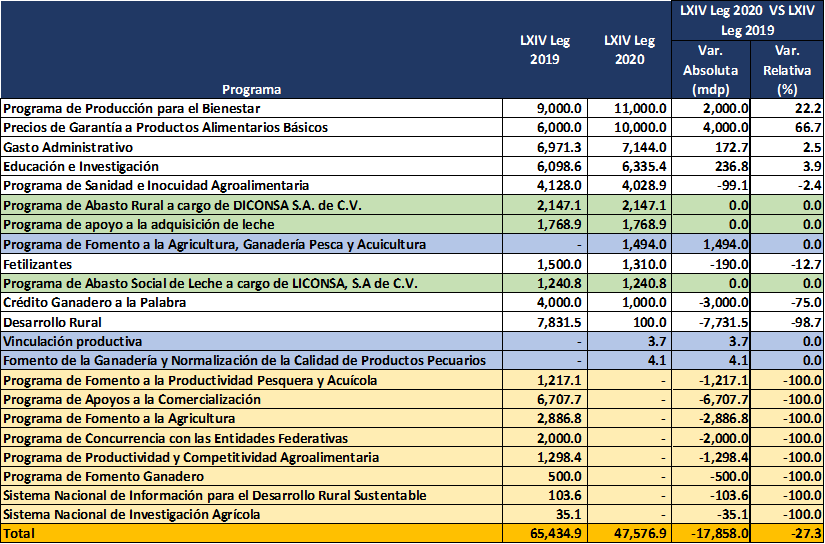 Programa LXIV Leg 2019 LXIV Leg 2020 LXIV Leg 2020 VS LXIV Leg 2019
Var. Absoluta (mdp) Var. Relativa (%)
Programa de Producción para el Bienestar 9,000.0 11,000.0 2,000.0 22.2
Precios de Garantía a Productos Alimentarios Básicos 6,000.0 10,000.0 4,000.0 66.7
Gasto Administrativo 6,971.3 7,144.0 172.7 2.5
Educación e Investigación 6,098.6 6,335.4 236.8 3.9
Programa de Sanidad e Inocuidad Agroalimentaria 4,128.0 4,028.9 -99.1 -2.4
Programa de Abasto Rural a cargo de DICONSA S.A. de C.V. 2,147.1 2,147.1 0.0 0.0
Programa de apoyo a la adquisición de leche 1,768.9 1,768.9 0.0 0.0
Programa de Fomento a la Agricultura, Ganadería Pesca y Acuicultura - 1,494.0 1,494.0 0.0
Fetilizantes 1,500.0 1,310.0 -190.0 -12.7
Programa de Abasto Social de Leche a cargo de LICONSA, S.A de C.V. 1,240.8 1,240.8 0.0 0.0
Crédito Ganadero a la Palabra 4,000.0 1,000.0 -3,000.0 -75.0
Desarrollo Rural 7,831.5 100.0 -7,731.5 -98.7
Vinculación productiva - 3.7 3.7 0.0
Fomento de la Ganadería y Normalización de la Calidad de Productos Pecuarios - 4.1 4.1 0.0
Programa de Fomento a la Productividad Pesquera y Acuícola 1,217.1 - -1,217.1 -100.0
Programa de Apoyos a la Comercialización 6,707.7 - -6,707.7 -100.0
Programa de Fomento a la Agricultura 2,886.8 - -2,886.8 -100.0
Programa de Concurrencia con las Entidades Federativas 2,000.0 - -2,000.0 -100.0
Programa de Productividad y Competitividad Agroalimentaria 1,298.4 - -1,298.4 -100.0
Programa de Fomento Ganadero 500.0 - -500.0 -100.0
Sistema Nacional de Información para el Desarrollo Rural Sustentable 103.6 - -103.6 -100.0
Sistema Nacional de Investigación Agrícola 35.1 - -35.1 -100.0
Total 65,434.9 47,576.9 -17,858.0 -27.3